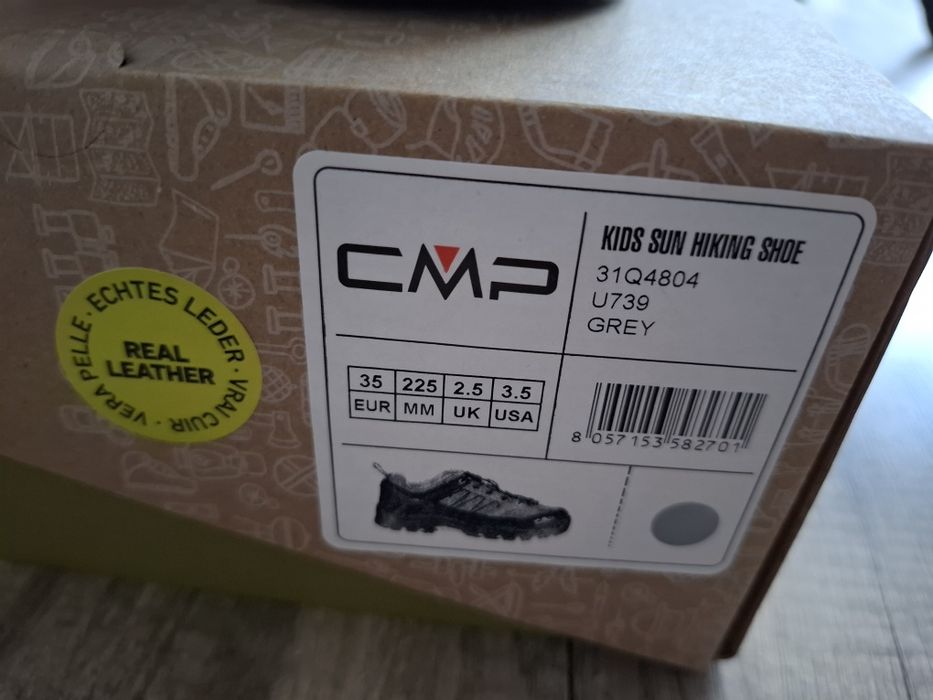 ECHTES LEDER · VRAI CUIR · VERA PELLE ·
REAL
LEATHER
CMP
KIDS SUN HIKING SHOE
31Q4804
U739
GREY
35 225 2.5 3.5
EUR MM UK USA
8 057153 582701